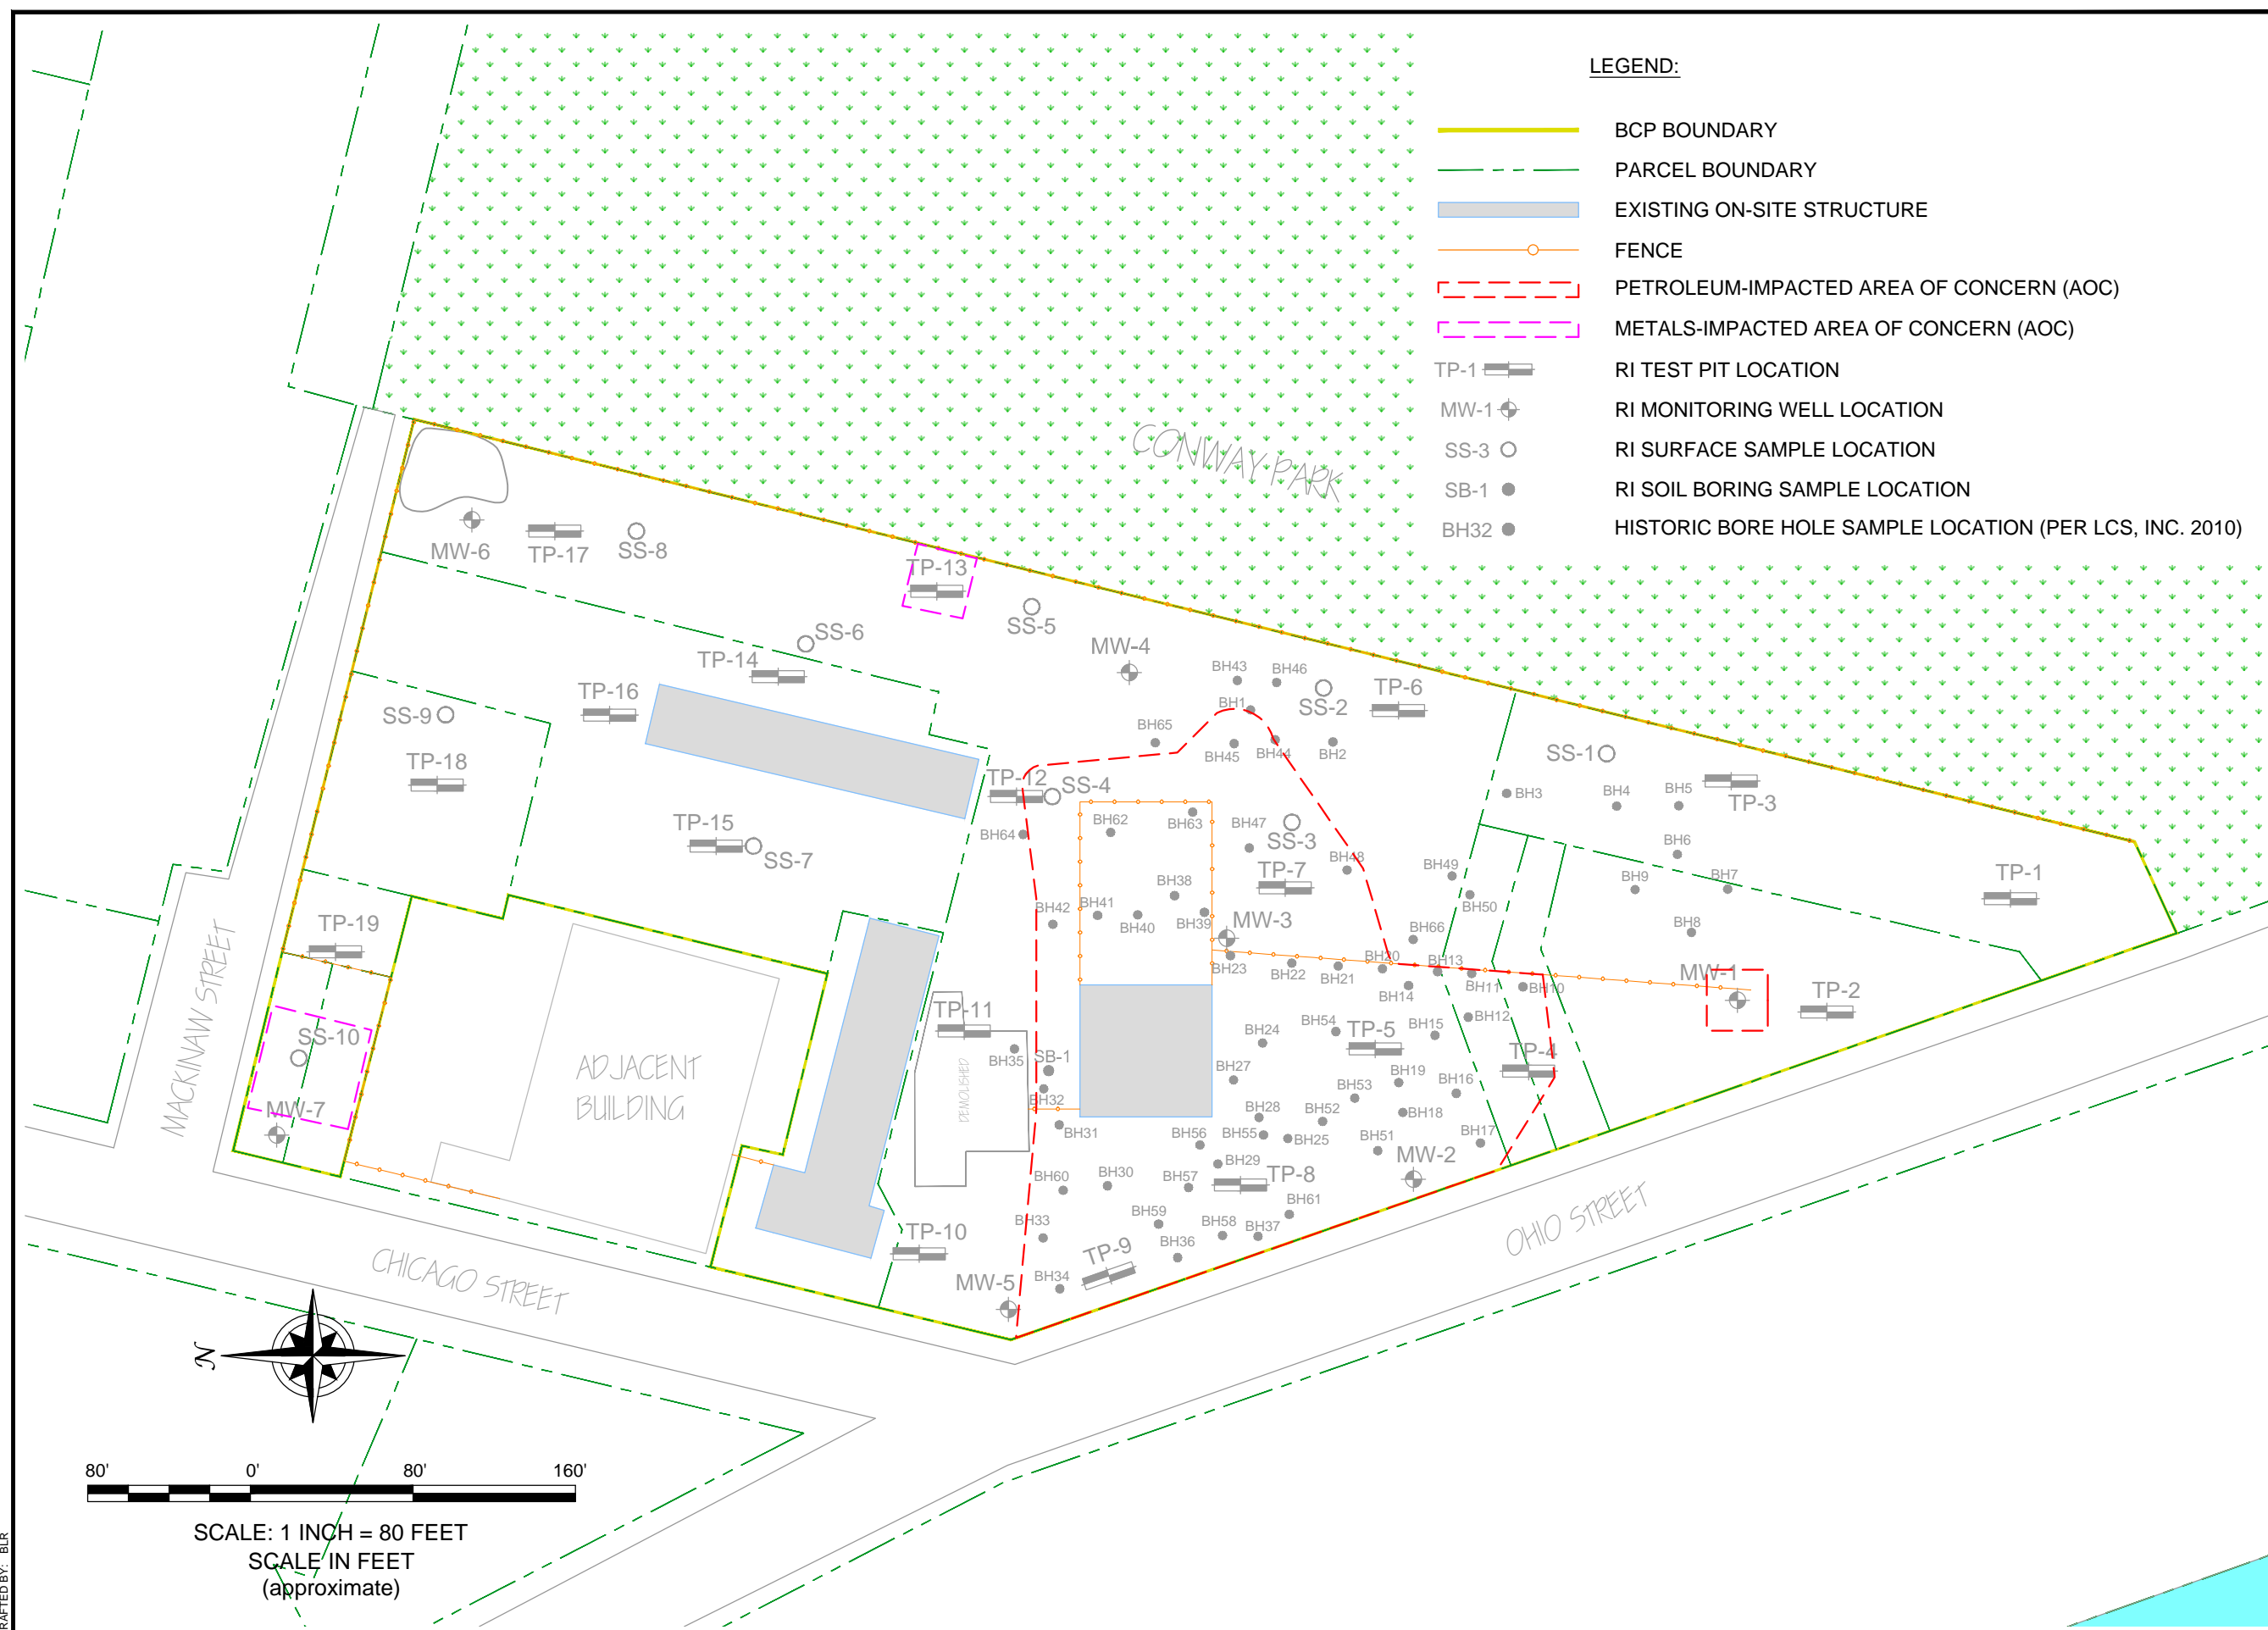 LEGEND:
BCP BOUNDARY
PARCEL BOUNDARY
EXISTING ON-SITE STRUCTURE
FENCE
PETROLEUM-IMPACTED AREA OF CONCERN (AOC)
METALS-IMPACTED AREA OF CONCERN (AOC)
TP-1 RI TEST PIT LOCATION
MW-1 RI MONITORING WELL LOCATION
SS-3 RI SURFACE SAMPLE LOCATION
SB-1 RI SOIL BORING SAMPLE LOCATION
BH32 HISTORIC BORE HOLE SAMPLE LOCATION (PER LCS, INC. 2010)
CONWAY PARK
MW-6
TP-17
SS-8
TP-13
SS-5
SS-6
TP-14
MW-4
BH43
BH46
SS-2
TP-6
TP-16
SS-9
BH1
BH65
BH45
BH44
BH2
SS-1
TP-18
TP-12
SS-4
BH3
BH4
BH5
TP-3
TP-15
SS-7
BH64
BH62
BH63
BH47
SS-3
BH6
BH48
BH49
TP-7
BH9
BH7
TP-1
BH38
BH50
BH42
BH41
BH40
BH39
MW-3
BH66
BH8
TP-19
BH23
BH22
BH21
BH20
BH13
BH11
BH10
MW-1
TP-2
BH14
MACKINAW STREET
TP-11
BH12
SS-10
BH35
SB-1
BH24
BH54
TP-5
BH15
TP-4
DEMOLISHED
ADJACENT
BUILDING
BH27
BH19
BH16
BH32
BH53
MW-7
BH28
BH52
BH18
BH31
BH56
BH55
BH25
BH51
BH17
BH29
TP-8
MW-2
BH60
BH30
BH57
BH61
BH33
BH59
BH58
BH37
OHIO STREET
TP-10
BH36
TP-9
CHICAGO STREET
MW-5
BH34
N
80' 0' 80' 160'
SCALE: 1 INCH = 80 FEET
SCALE IN FEET
(approximate)
RAFTED BY: BLR